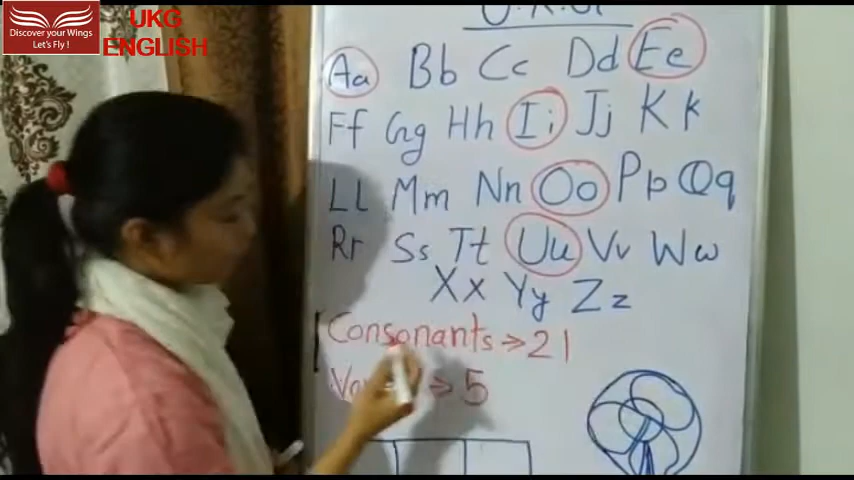 Discover your Wings
Let's Fly !
UKG
ENGLISH
U.K.G.
Aa Bb Cc Dd Ee
Ff Gg Hh Ii Jj Kk
Ll Mm Nn Oo Pp Qq
Rr Ss Tt Uu Vv Ww
Xx Yy Zz
Consonants → 21
→ 5